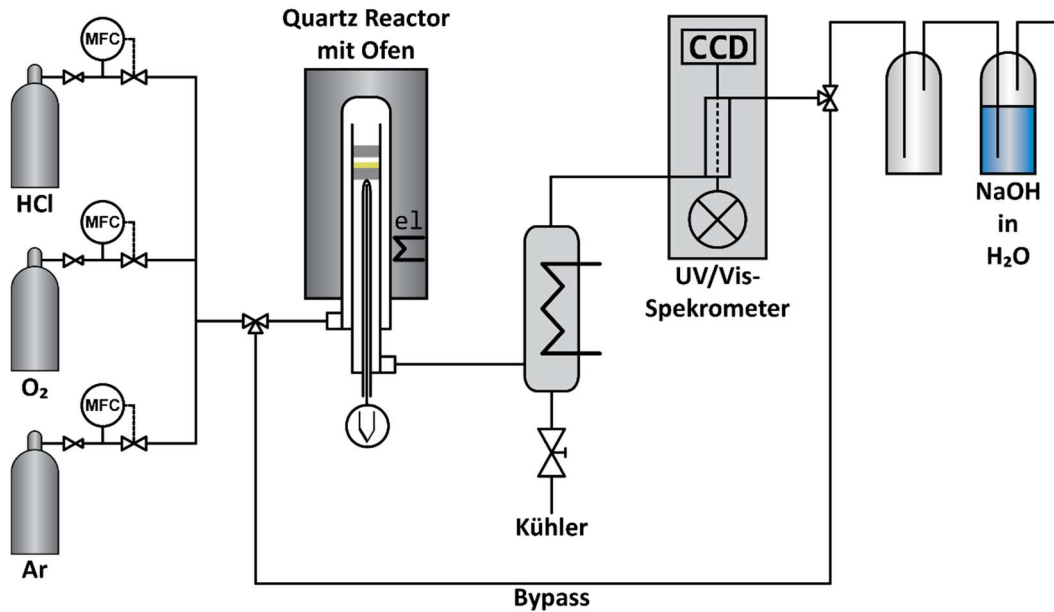 MFC
HCl
MFC
O₂
MFC
Ar
Quartz Reactor
mit Ofen
el
Kühler
CCD
UV/Vis-
Spekrometer
NaOH
in
H₂O
Bypass